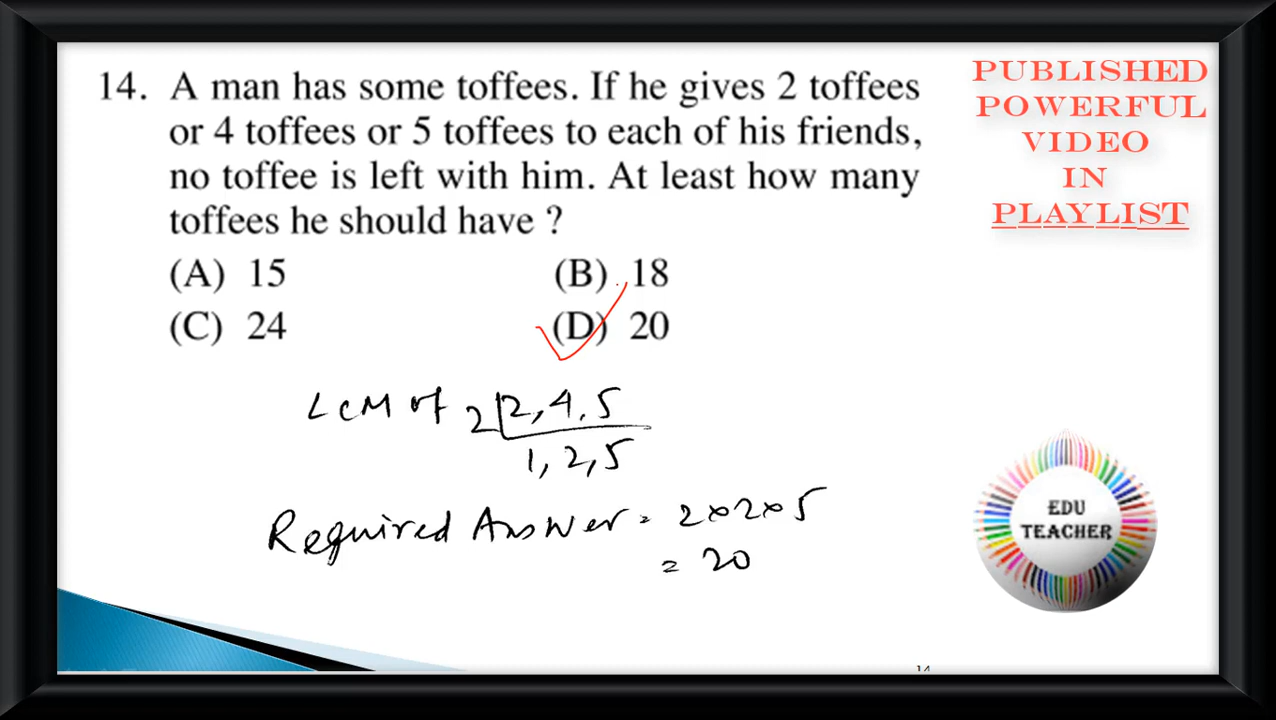 14. A man has some toffees. If he gives 2 toffees
or 4 toffees or 5 toffees to each of his friends,
no toffee is left with him. At least how many
toffees he should have ?
(A) 15 (B) 18
(C) 24 (D) 20
PUBLISHED
POWERFUL
VIDEO
IN
PLAYLIST
LCM of 2 2, 4, 5
1, 2, 5
Required Answer = 2×2×5
= 20
EDU
TEACHER
14